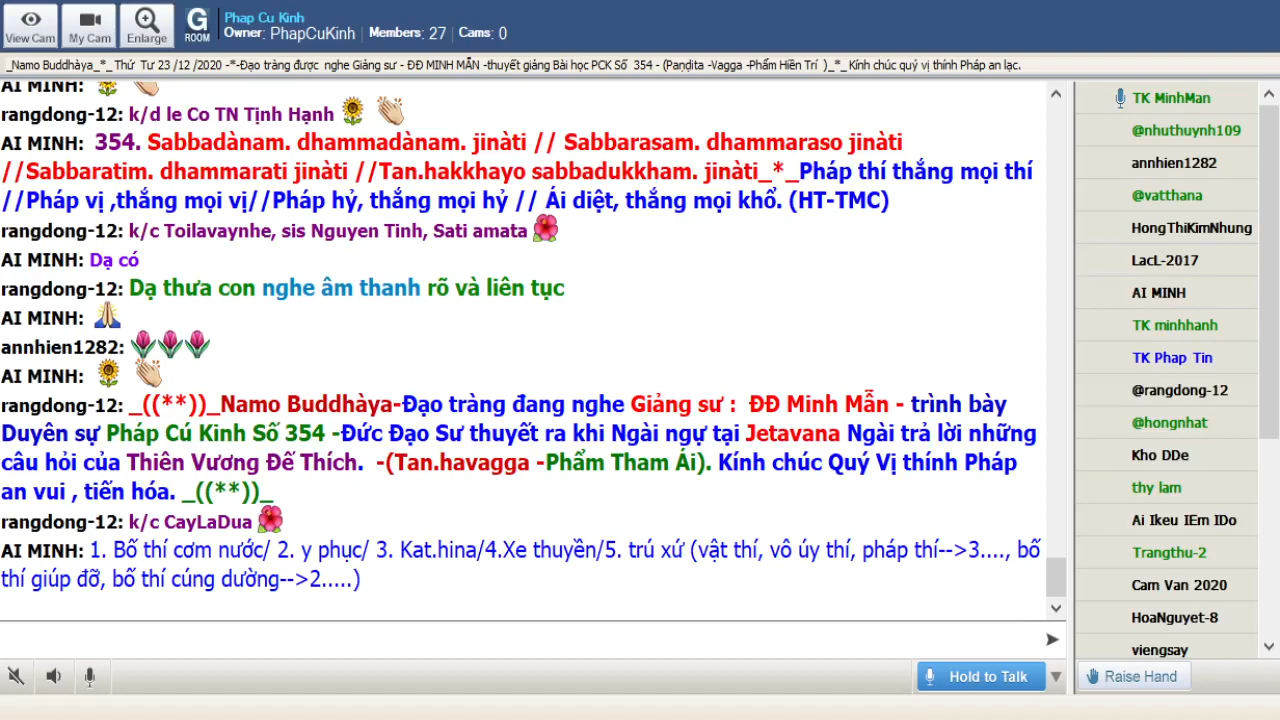 View Cam
My Cam
Enlarge
G
ROOM
Phap Cu Kinh
Owner: PhapCuKinh | Members: 27 | Cams: 0
_Namo Buddhàya_*_ Thứ Tư 23 /12 /2020 -*-Đạo tràng được nghe Giảng sư - ĐĐ MINH MẪN -thuyết giảng Bài học PCK Số 354 - (Paṇḍita -Vagga -Phẩm Hiền Trí )_*_ Kính chúc quý vị thính Pháp an lạc.
AI MINH: 🌻 👏
rangdong-12: k/d le Co TN Tịnh Hạnh 🌻 👏
AI MINH: 354. Sabbadànam. dhammadànam. jinàti // Sabbarasam. dhammaraso jinàti
//Sabbaratim. dhammarati jinàti //Tan.hakkhayo sabbadukkham. jinàti_*_Pháp thí thắng mọi thí
//Pháp vị ,thắng mọi vị//Pháp hỷ, thắng mọi hỷ // Ái diệt, thắng mọi khổ. (HT-TMC)
rangdong-12: k/c Toilavaynhe, sis Nguyen Tinh, Sati amata 🌺
AI MINH: Dạ có
rangdong-12: Dạ thưa con nghe âm thanh rõ và liên tục
AI MINH: 🙏
annhien1282: 🌷🌷🌷
AI MINH: 🌻 👏
rangdong-12: _((**))_Namo Buddhàya-Đạo tràng đang nghe Giảng sư : ĐĐ Minh Mẫn - trình bày
Duyên sự Pháp Cú Kinh Số 354 -Đức Đạo Sư thuyết ra khi Ngài ngự tại Jetavana Ngài trả lời những
câu hỏi của Thiên Vương Đế Thích. -(Tan.havagga -Phẩm Tham Ái). Kính chúc Quý Vị thính Pháp
an vui , tiến hóa. _((**))_
rangdong-12: k/c CayLaDua 🌺
AI MINH: 1. Bố thí cơm nước/ 2. y phục/ 3. Kat.hina/4.Xe thuyền/5. trú xứ (vật thí, vô úy thí, pháp thí-->3...., bố
thí giúp đỡ, bố thí cúng dường-->2.....)
Hold to Talk
TK MinhMan
@nhuthuynh109
annhien1282
@vatthana
HongThiKimNhung
LacL-2017
AI MINH
TK minhhanh
TK Phap Tin
@rangdong-12
@hongnhat
Kho DDe
thy lam
Ai Ikeu IEm IDo
Trangthu-2
Cam Van 2020
HoaNguyet-8
viengsay
Raise Hand